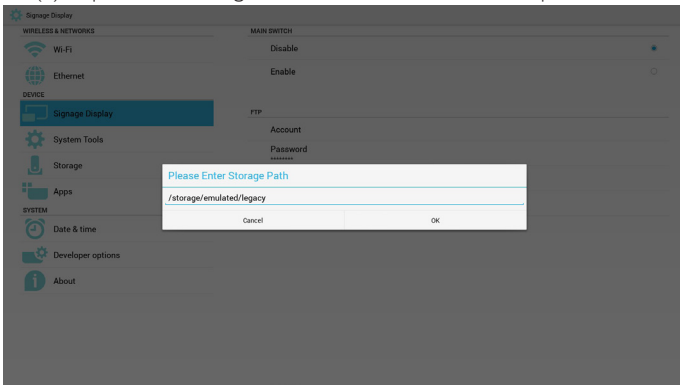 Signage Display
WIRELESS & NETWORKS
Wi-Fi
Ethernet
DEVICE
Signage Display
System Tools
Storage
Apps
SYSTEM
Date & time
Developer options
About
MAIN SWITCH
Disable
Enable
FTP
Account
Password
********
Please Enter Storage Path
/storage/emulated/legacy
Cancel
OK